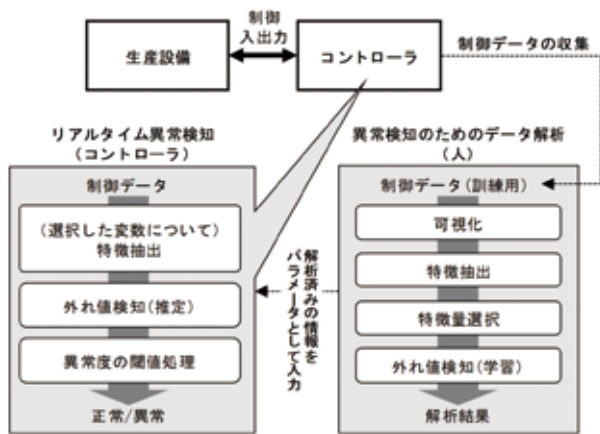 制御
入出力
生産設備
コントローラ
制御データの収集
リアルタイム異常検知
(コントローラ)
制御データ
(選択した変数について)
特徴抽出
外れ値検知(推定)
異常度の閾値処理
正常/異常
解析済みの情報を
パラメータとして入力
異常検知のためのデータ解析
(人)
制御データ(訓練用)
可視化
特徴抽出
特徴量選択
外れ値検知(学習)
解析結果